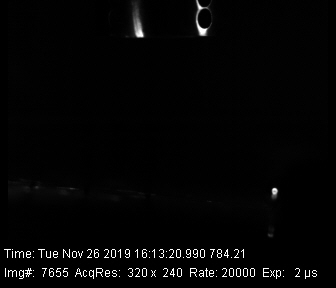 Time: Tue Nov 26 2019 16:13:20.990 784.21
Img#: 7655 AcqRes: 320 x 240 Rate: 20000 Exp: 2 µs